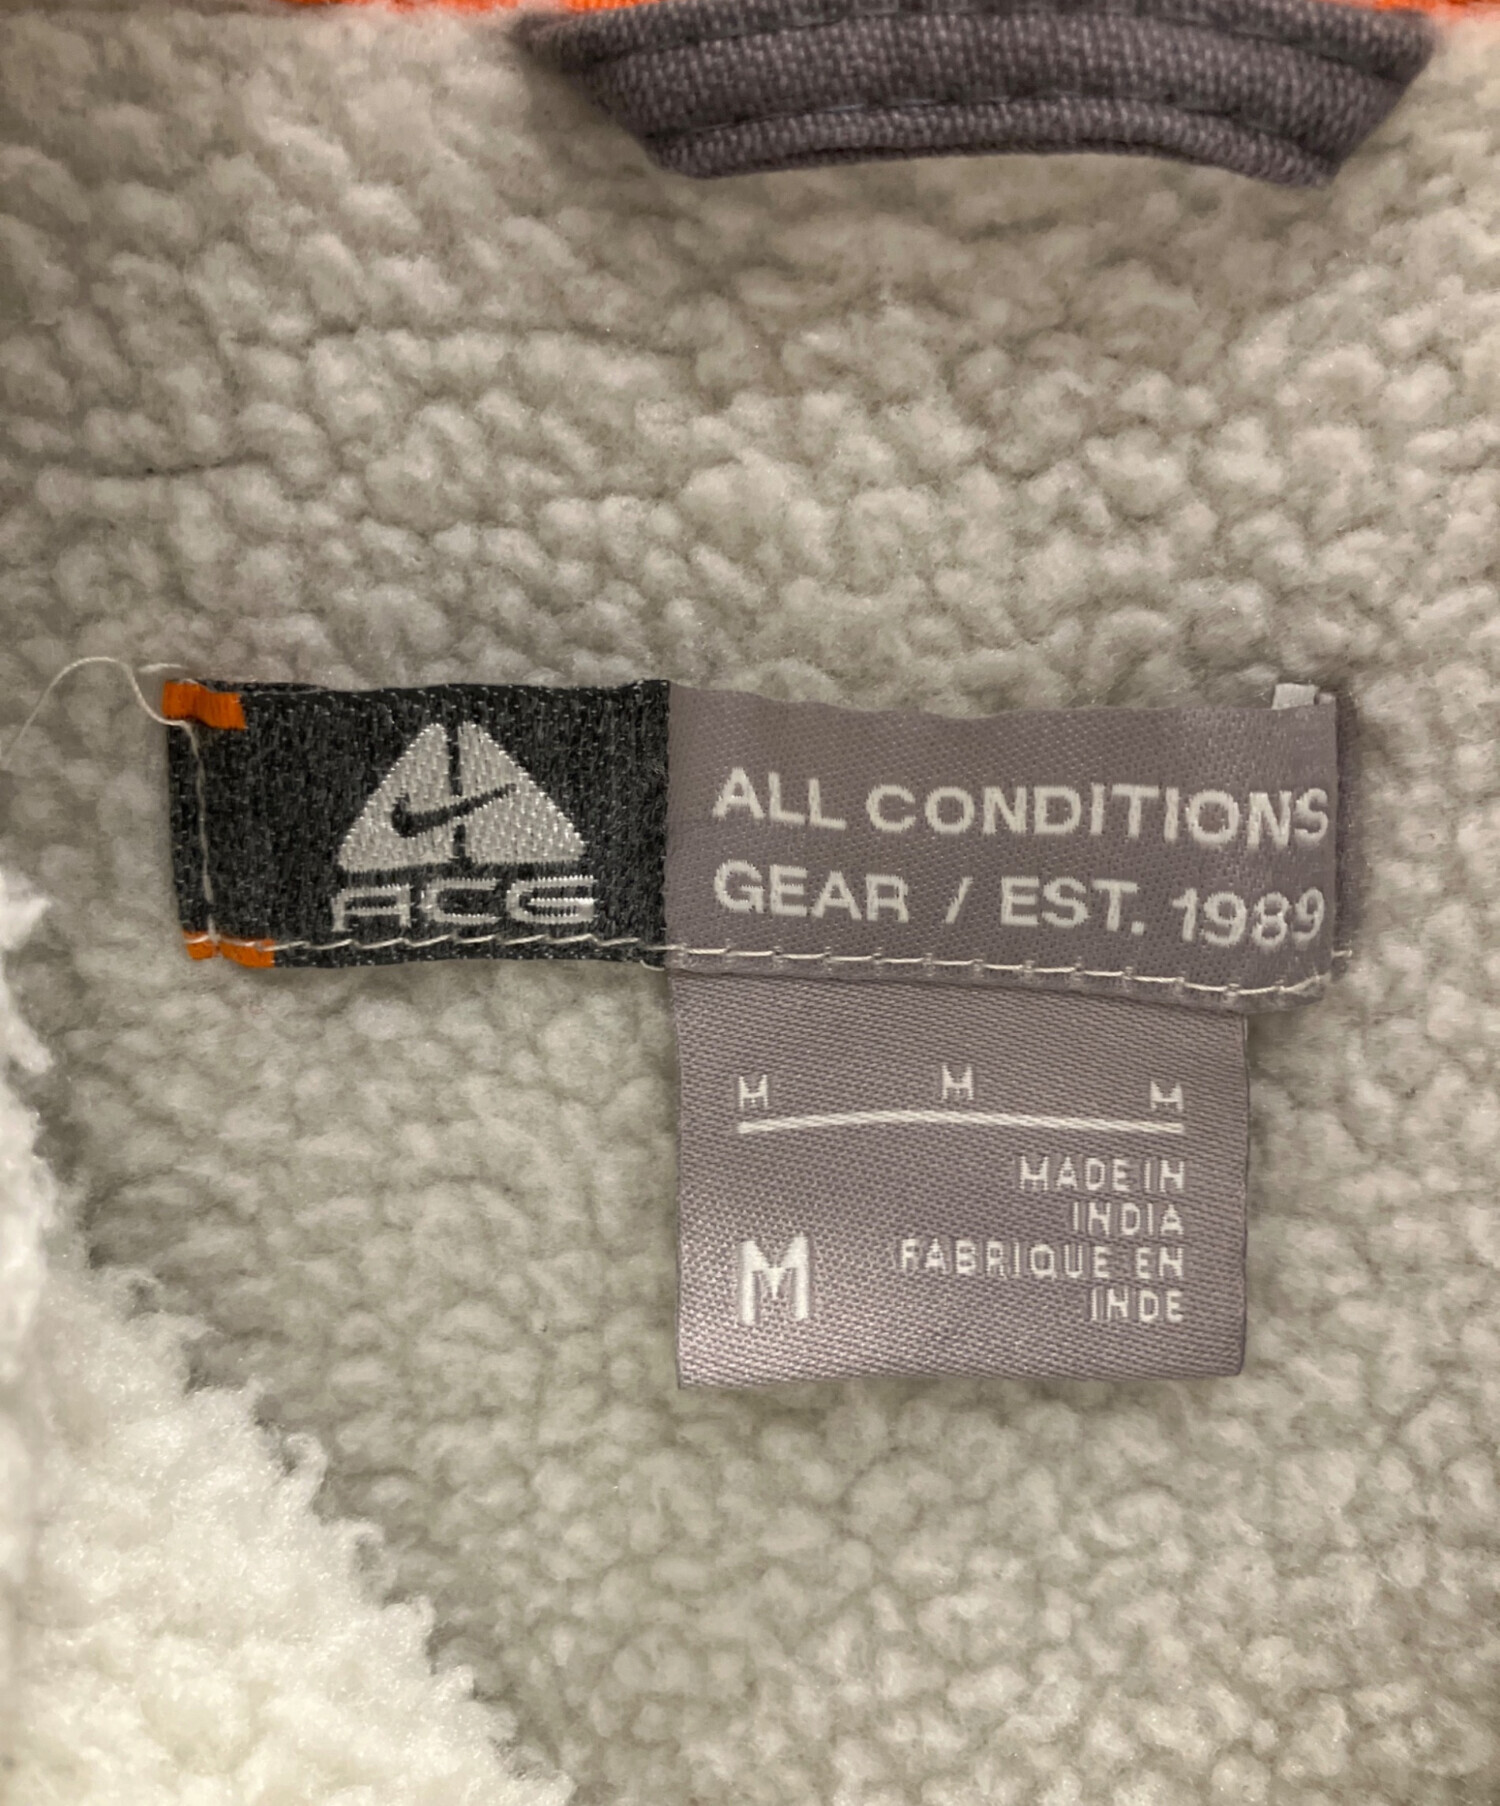 ACG
ALL CONDITIONS
GEAR / EST. 1989
M M M
MADE IN
INDIA
FABRIQUE EN
INDE
M